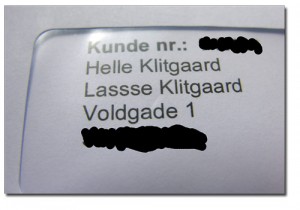 Kunde nr.:
Helle Klitgaard
Lassse Klitgaard
Voldgade 1